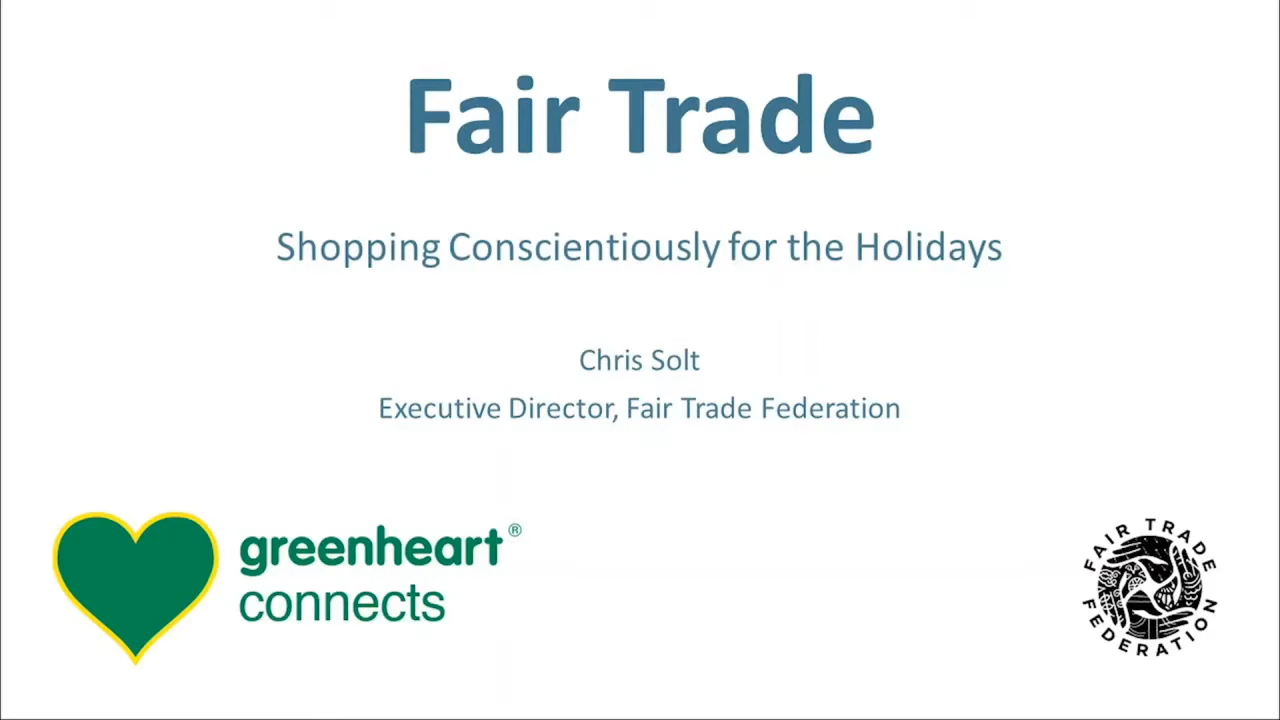 Fair Trade
Shopping Conscientiously for the Holidays
Chris Solt
Executive Director, Fair Trade Federation
greenheart®
connects
FAIR TRADE
FEDERATION